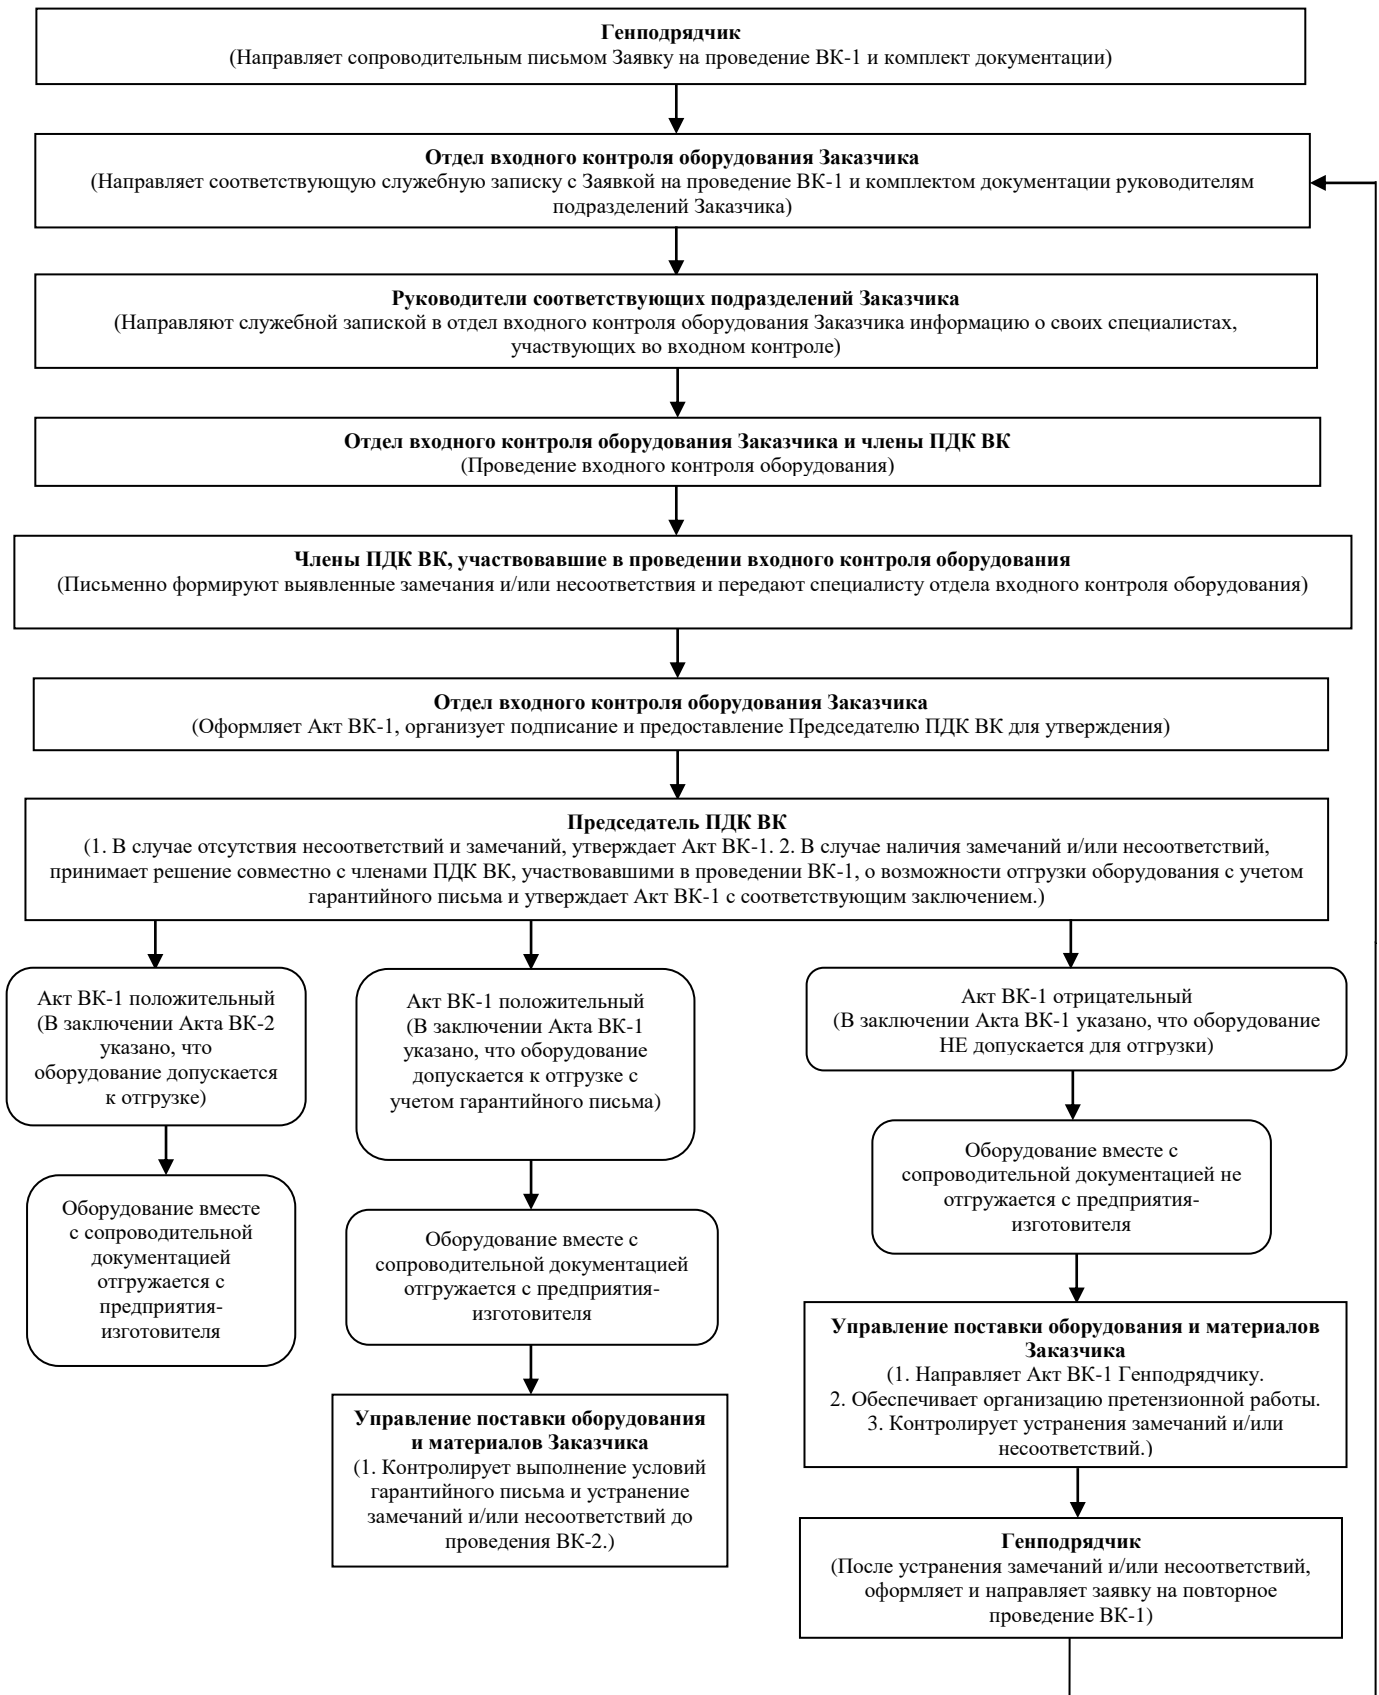 Генподрядчик
(Направляет сопроводительным письмом Заявку на проведение ВК-1 и комплект документации)
Отдел входного контроля оборудования Заказчика
(Направляет соответствующую служебную записку с Заявкой на проведение ВК-1 и комплектом документации руководителям
подразделений Заказчика)
Руководители соответствующих подразделений Заказчика
(Направляют служебной запиской в отдел входного контроля оборудования Заказчика информацию о своих специалистах,
участвующих во входном контроле)
Отдел входного контроля оборудования Заказчика и члены ПДК ВК
(Проведение входного контроля оборудования)
Члены ПДК ВК, участвовавшие в проведении входного контроля оборудования
(Письменно формируют выявленные замечания и/или несоответствия и передают специалисту отдела входного контроля оборудования)
Отдел входного контроля оборудования Заказчика
(Оформляет Акт ВК-1, организует подписание и предоставление Председателю ПДК ВК для утверждения)
Председатель ПДК ВК
(1. В случае отсутствия несоответствий и замечаний, утверждает Акт ВК-1. 2. В случае наличия замечаний и/или несоответствий,
принимает решение совместно с членами ПДК ВК, участвовавшими в проведении ВК-1, о возможности отгрузки оборудования с учетом
гарантийного письма и утверждает Акт ВК-1 с соответствующим заключением.)
Акт ВК-1 положительный
(В заключении Акта ВК-2
указано, что
оборудование допускается
к отгрузке)
Оборудование вместе
с сопроводительной
документацией
отгружается с
предприятия-
изготовителя
Акт ВК-1 положительный
(В заключении Акта ВК-1
указано, что оборудование
допускается к отгрузке с
учетом гарантийного письма)
Оборудование вместе с
сопроводительной документацией
отгружается с предприятия-
изготовителя
Управление поставки оборудования
и материалов Заказчика
(1. Контролирует выполнение условий
гарантийного письма и устранение
замечаний и/или несоответствий до
проведения ВК-2.)
Акт ВК-1 отрицательный
(В заключении Акта ВК-1 указано, что оборудование
НЕ допускается для отгрузки)
Оборудование вместе с
сопроводительной документацией не
отгружается с предприятия-
изготовителя
Управление поставки оборудования и материалов
Заказчика
(1. Направляет Акт ВК-1 Генподрядчику.
2. Обеспечивает организацию претензионной работы.
3. Контролирует устранения замечаний и/или
несоответствий.)
Генподрядчик
(После устранения замечаний и/или несоответствий,
оформляет и направляет заявку на повторное
проведение ВК-1)